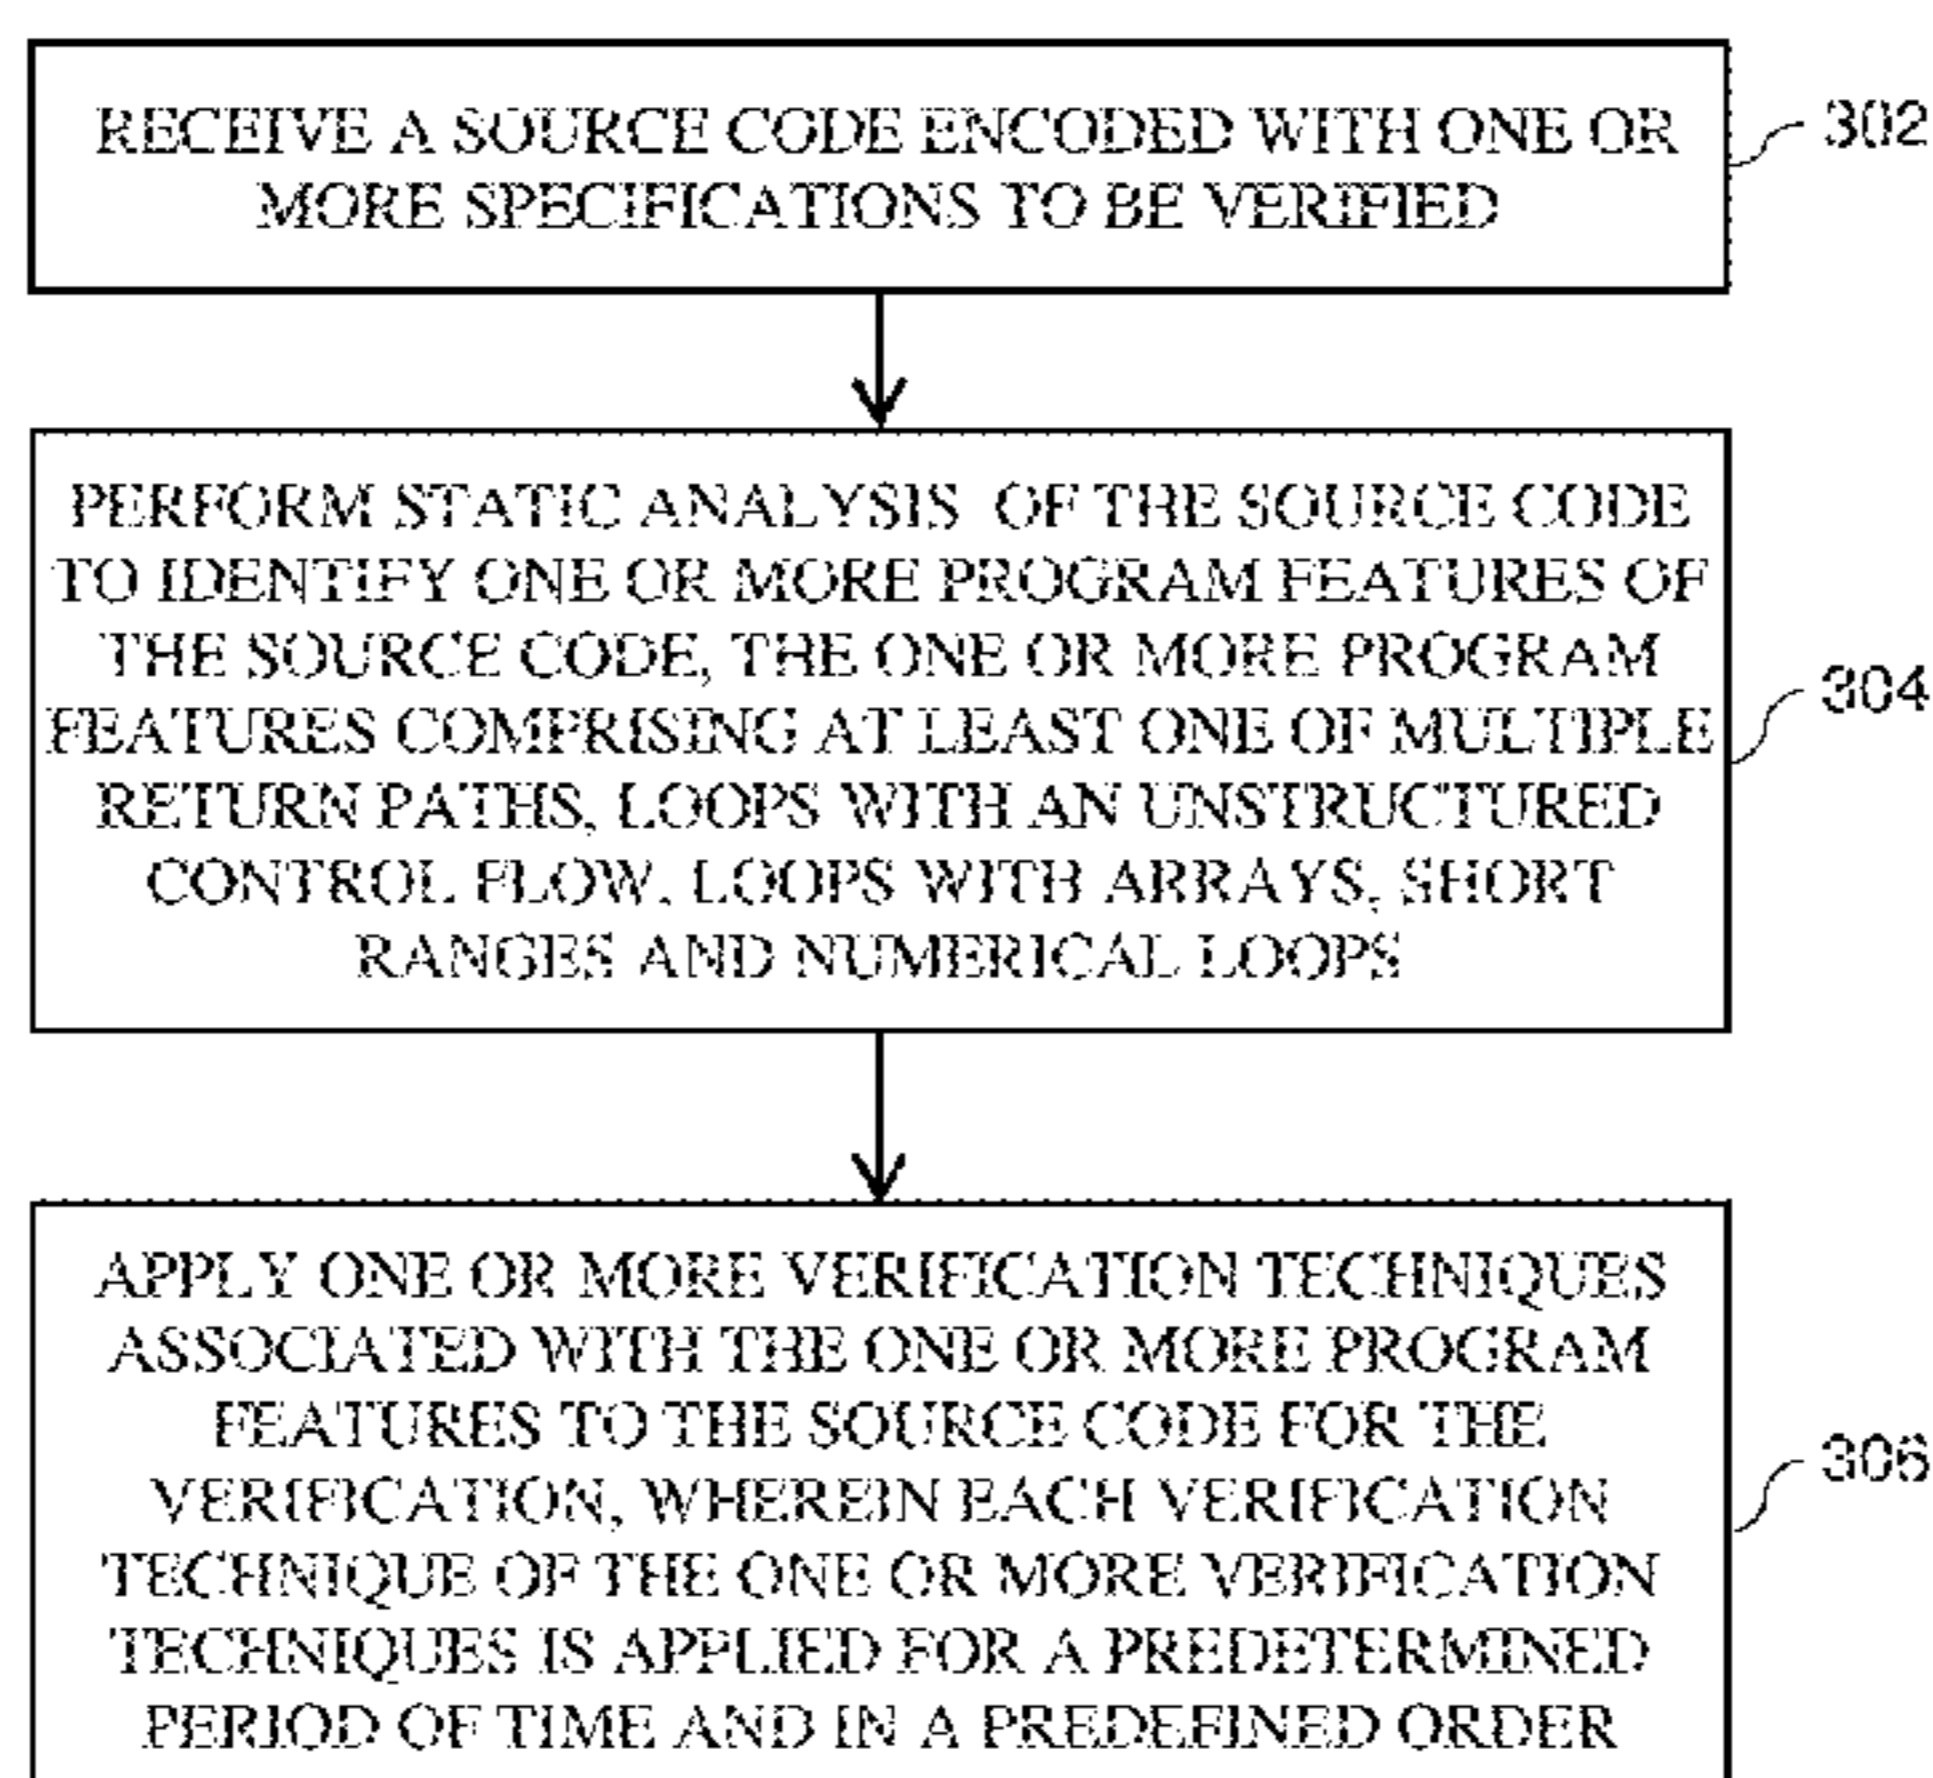 RECEIVE A SOURCE CODE ENCODED WITH ONE OR
MORE SPECIFICATIONS TO BE VERIFIED
302
PERFORM STATIC ANALYSIS OF THE SOURCE CODE
TO IDENTIFY ONE OR MORE PROGRAM FEATURES OF
THE SOURCE CODE, THE ONE OR MORE PROGRAM
FEATURES COMPRISING AT LEAST ONE OF MULTIPLE
RETURN PATHS, LOOPS WITH AN UNSTRUCTURED
CONTROL FLOW, LOOPS WITH ARRAYS, SHORT
RANGES AND NUMERICAL LOOPS
304
APPLY ONE OR MORE VERIFICATION TECHNIQUES
ASSOCIATED WITH THE ONE OR MORE PROGRAM
FEATURES TO THE SOURCE CODE FOR THE
VERIFICATION, WHEREIN EACH VERIFICATION
TECHNIQUE OF THE ONE OR MORE VERIFICATION
TECHNIQUES IS APPLIED FOR A PREDETERMINED
PERIOD OF TIME AND IN A PREDEFINED ORDER
306